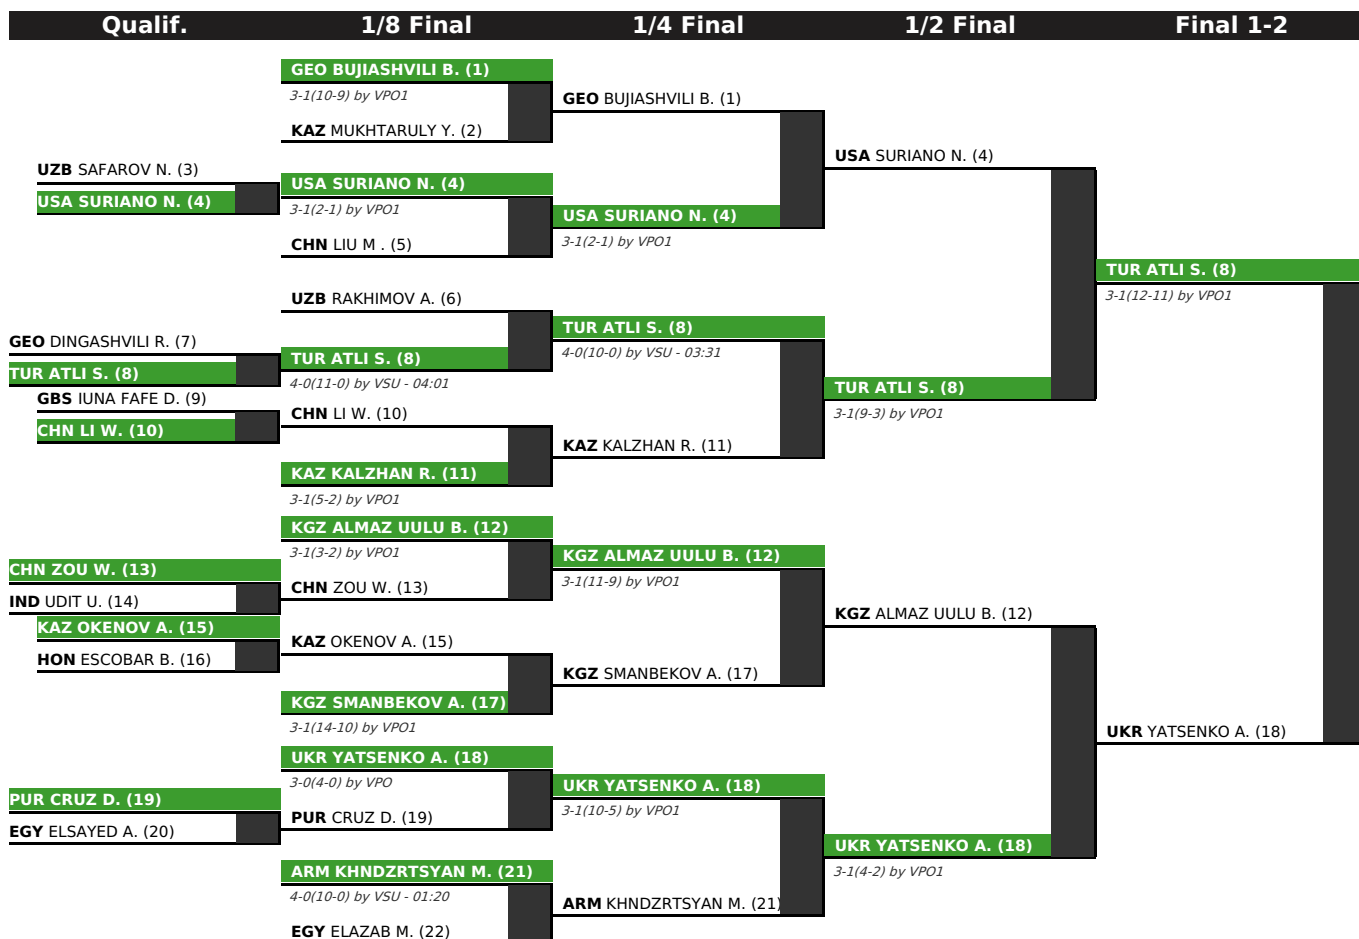 Qualif.
1/8 Final
1/4 Final
1/2 Final
Final 1-2
UZB SAFAROV N. (3)
USA SURIANO N. (4)
GEO DINGASHVILI R. (7)
TUR ATLI S. (8)
GBS IUNA FAFE D. (9)
CHN LI W. (10)
CHN ZOU W. (13)
IND UDIT U. (14)
KAZ OKENOV A. (15)
HON ESCOBAR B. (16)
PUR CRUZ D. (19)
EGY ELSAYED A. (20)
GEO BUJIASHVILI B. (1)
3-1(10-9) by VPO1
KAZ MUKHTARULY Y. (2)
USA SURIANO N. (4)
3-1(2-1) by VPO1
CHN LIU M . (5)
UZB RAKHIMOV A. (6)
TUR ATLI S. (8)
4-0(11-0) by VSU - 04:01
CHN LI W. (10)
KAZ KALZHAN R. (11)
3-1(5-2) by VPO1
KGZ ALMAZ UULU B. (12)
3-1(3-2) by VPO1
CHN ZOU W. (13)
KAZ OKENOV A. (15)
KGZ SMANBEKOV A. (17)
3-1(14-10) by VPO1
UKR YATSENKO A. (18)
3-0(4-0) by VPO
PUR CRUZ D. (19)
ARM KHNDZRTSYAN M. (21)
4-0(10-0) by VSU - 01:20
EGY ELAZAB M. (22)
GEO BUJIASHVILI B. (1)
USA SURIANO N. (4)
3-1(2-1) by VPO1
TUR ATLI S. (8)
4-0(10-0) by VSU - 03:31
KAZ KALZHAN R. (11)
KGZ ALMAZ UULU B. (12)
3-1(11-9) by VPO1
KGZ SMANBEKOV A. (17)
UKR YATSENKO A. (18)
3-1(10-5) by VPO1
ARM KHNDZRTSYAN M. (21)
USA SURIANO N. (4)
TUR ATLI S. (8)
3-1(9-3) by VPO1
KGZ ALMAZ UULU B. (12)
UKR YATSENKO A. (18)
3-1(4-2) by VPO1
TUR ATLI S. (8)
3-1(12-11) by VPO1
UKR YATSENKO A. (18)